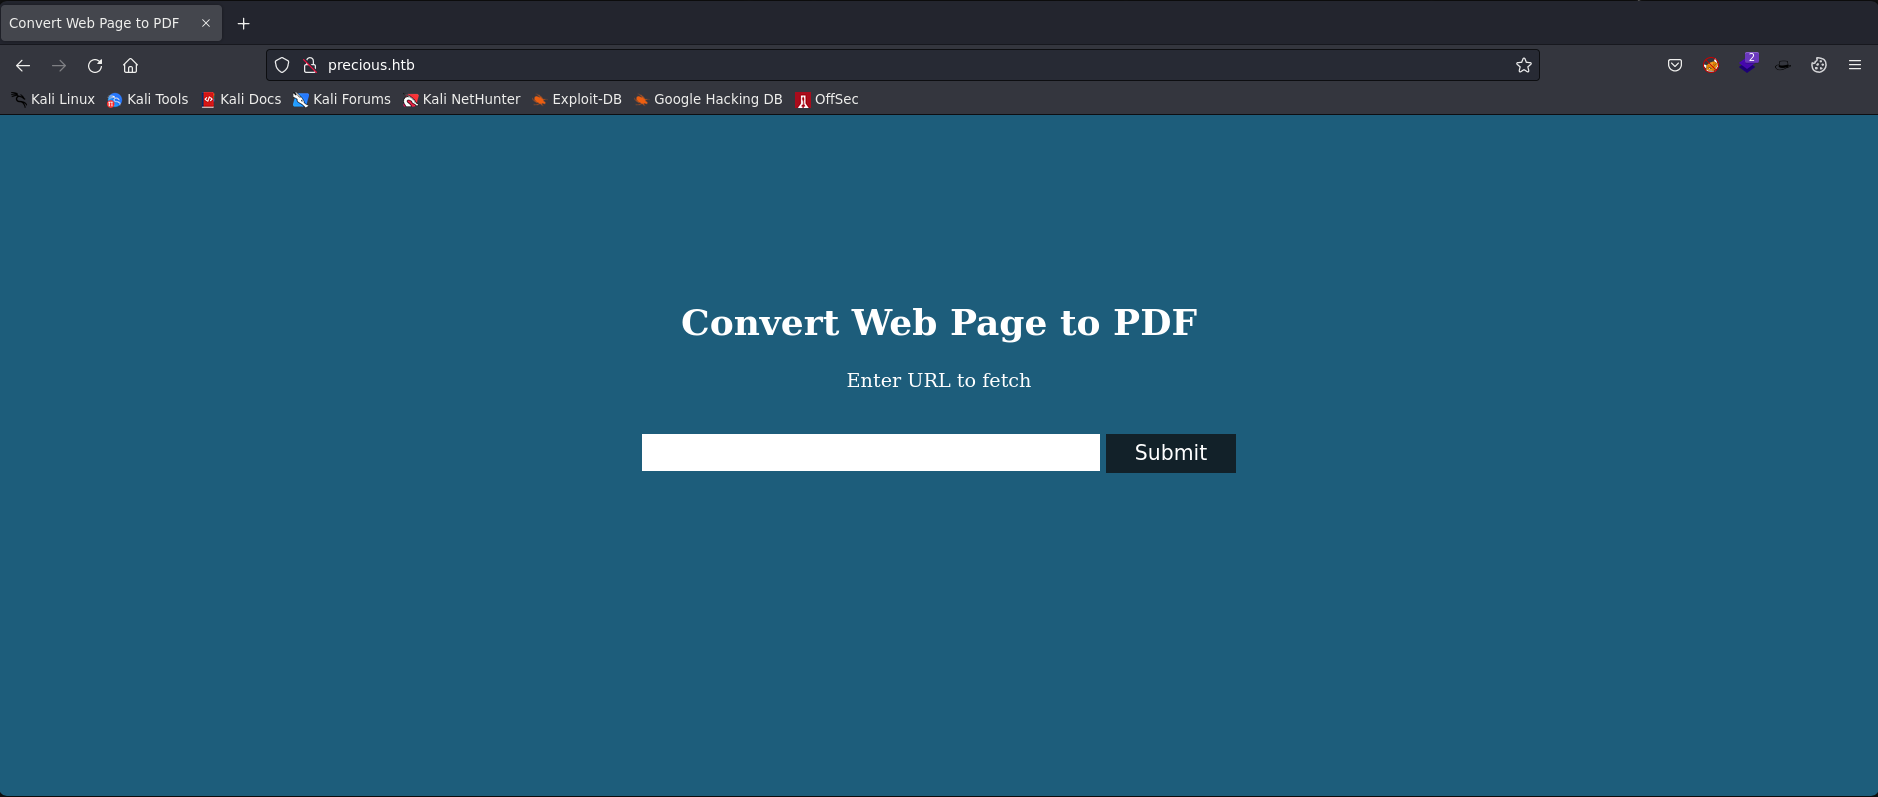 Convert Web Page to PDF
precious.htb
2
Kali Linux Kali Tools Kali Docs Kali Forums Kali NetHunter Exploit-DB Google Hacking DB OffSec
Convert Web Page to PDF
Enter URL to fetch
Submit